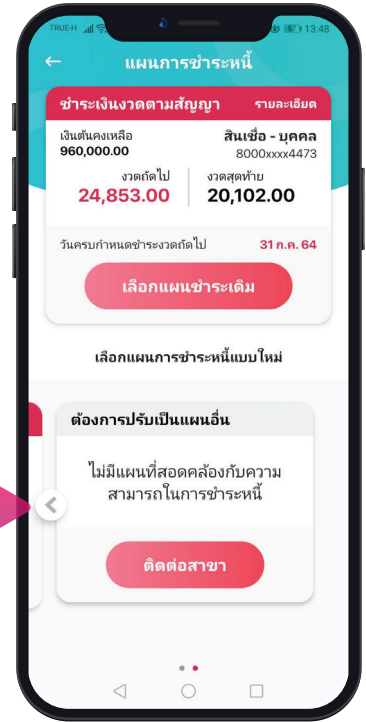 TRUE-H 13:48
แผนการชำระหนี้
ชำระเงินงวดตามสัญญา รายละเอียด
เงินต้นคงเหลือ สินเชื่อ - บุคคล
960,000.00 8000xxxx4473
งวดถัดไป งวดสุดท้าย
24,853.00 20,102.00
วันครบกำหนดชำระงวดถัดไป 31 ก.ค. 64
เลือกแผนชำระเดิม
เลือกแผนการชำระหนี้แบบใหม่
ต้องการปรับเป็นแผนอื่น
ไม่มีแผนที่สอดคล้องกับความ
สามารถในการชำระหนี้
ติดต่อสาขา